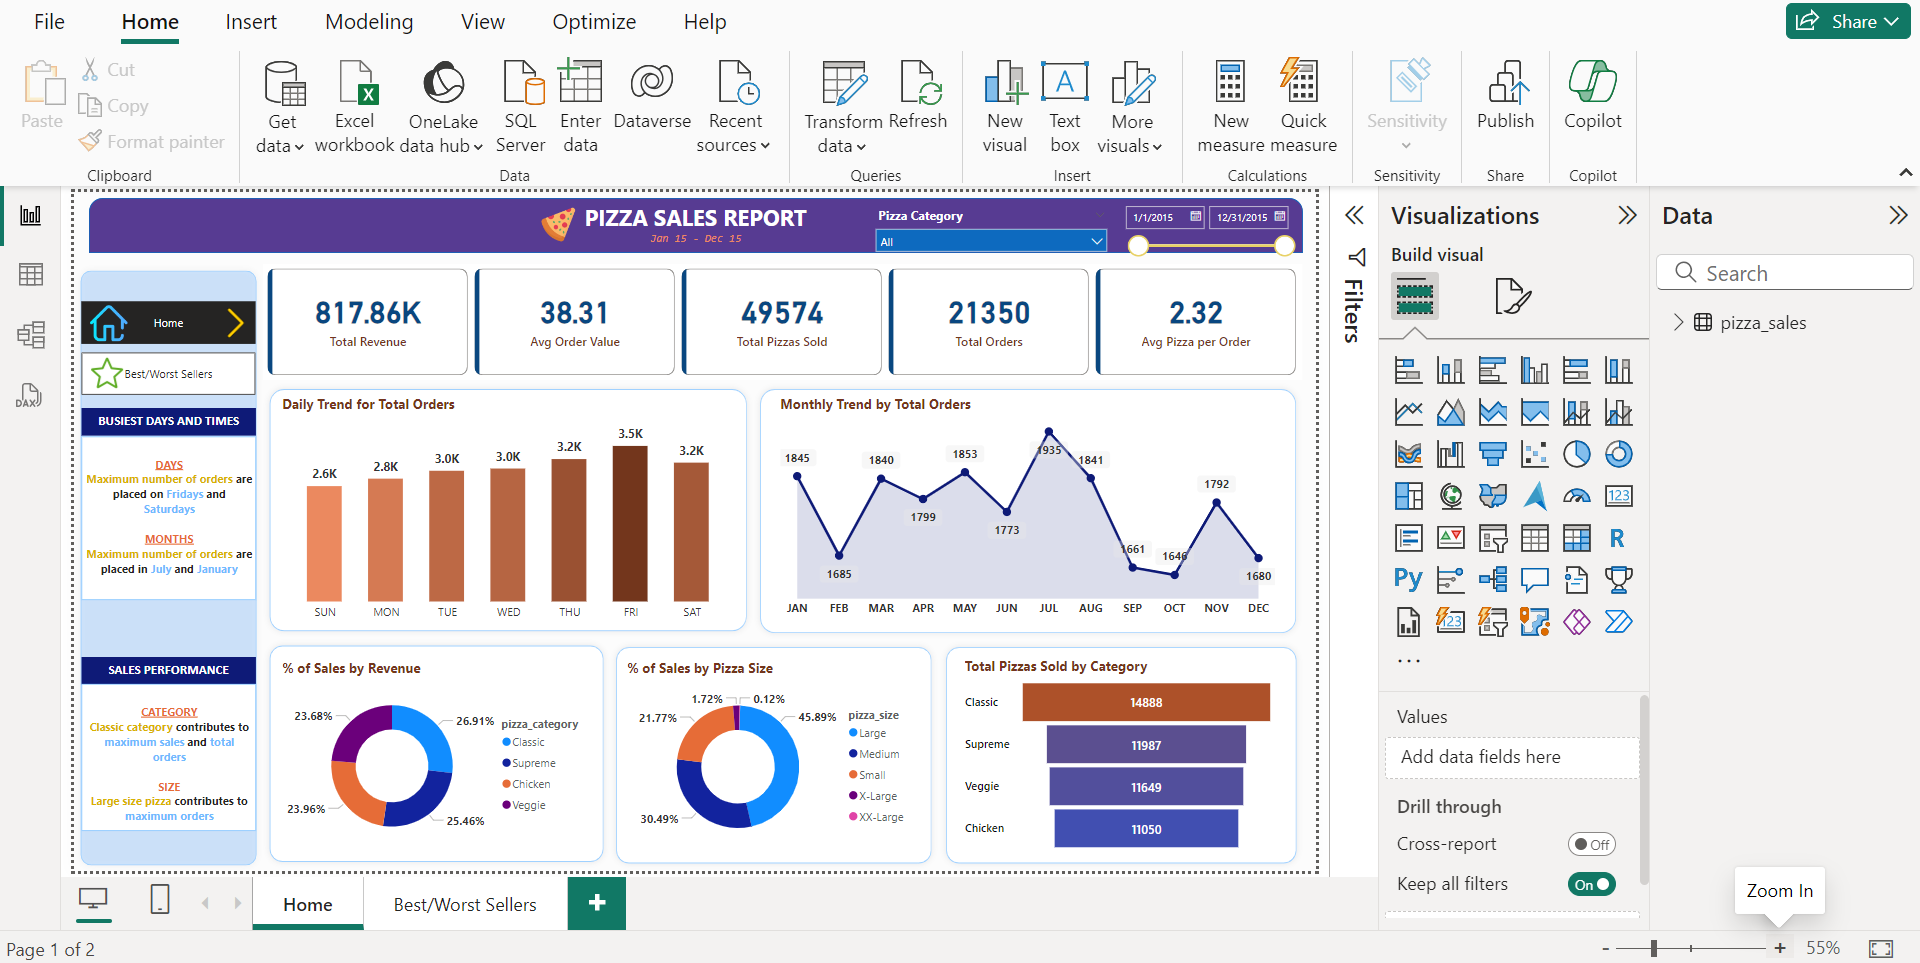 File Home Insert Modeling View Optimize Help
Share
Paste
Cut
Copy
Format painter
Clipboard
Get data
Excel workbook
OneLake data hub
SQL Server
Enter data
Dataverse
Recent sources
Data
Transform data
Refresh
Queries
New visual
Text box
More visuals
Insert
New measure
Quick measure
Calculations
Sensitivity
Sensitivity
Publish
Share
Copilot
Copilot
PIZZA SALES REPORT
Jan 15 - Dec 15
Pizza Category
All
1/1/2015
12/31/2015
Home
Best/Worst Sellers
BUSIEST DAYS AND TIMES
DAYS
Maximum number of orders are
placed on Fridays and
Saturdays
MONTHS
Maximum number of orders are
placed in July and January
SALES PERFORMANCE
CATEGORY
Classic category contributes to
maximum sales and total
orders
SIZE
Large size pizza contributes to
maximum orders
817.86K
Total Revenue
38.31
Avg Order Value
49574
Total Pizzas Sold
21350
Total Orders
2.32
Avg Pizza per Order
Daily Trend for Total Orders
2.6K 2.8K 3.0K 3.0K 3.2K 3.5K 3.2K
SUN MON TUE WED THU FRI SAT
Monthly Trend by Total Orders
1845 1685 1840 1799 1853 1773 1935 1841 1661 1646 1792 1680
JAN FEB MAR APR MAY JUN JUL AUG SEP OCT NOV DEC
% of Sales by Revenue
23.68%
26.91%
23.96%
25.46%
pizza_category
Classic
Supreme
Chicken
Veggie
% of Sales by Pizza Size
1.72%
0.12%
21.77%
45.89%
30.49%
pizza_size
Large
Medium
Small
X-Large
XX-Large
Total Pizzas Sold by Category
Classic 14888
Supreme 11987
Veggie 11649
Chicken 11050
Filters
Visualizations
Build visual
123
R
Py
123
...
Values
Add data fields here
Drill through
Cross-report
Off
Keep all filters
On
Data
Search
pizza_sales
Zoom In
DAX
Home
Best/Worst Sellers
+
Page 1 of 2
- + 55%